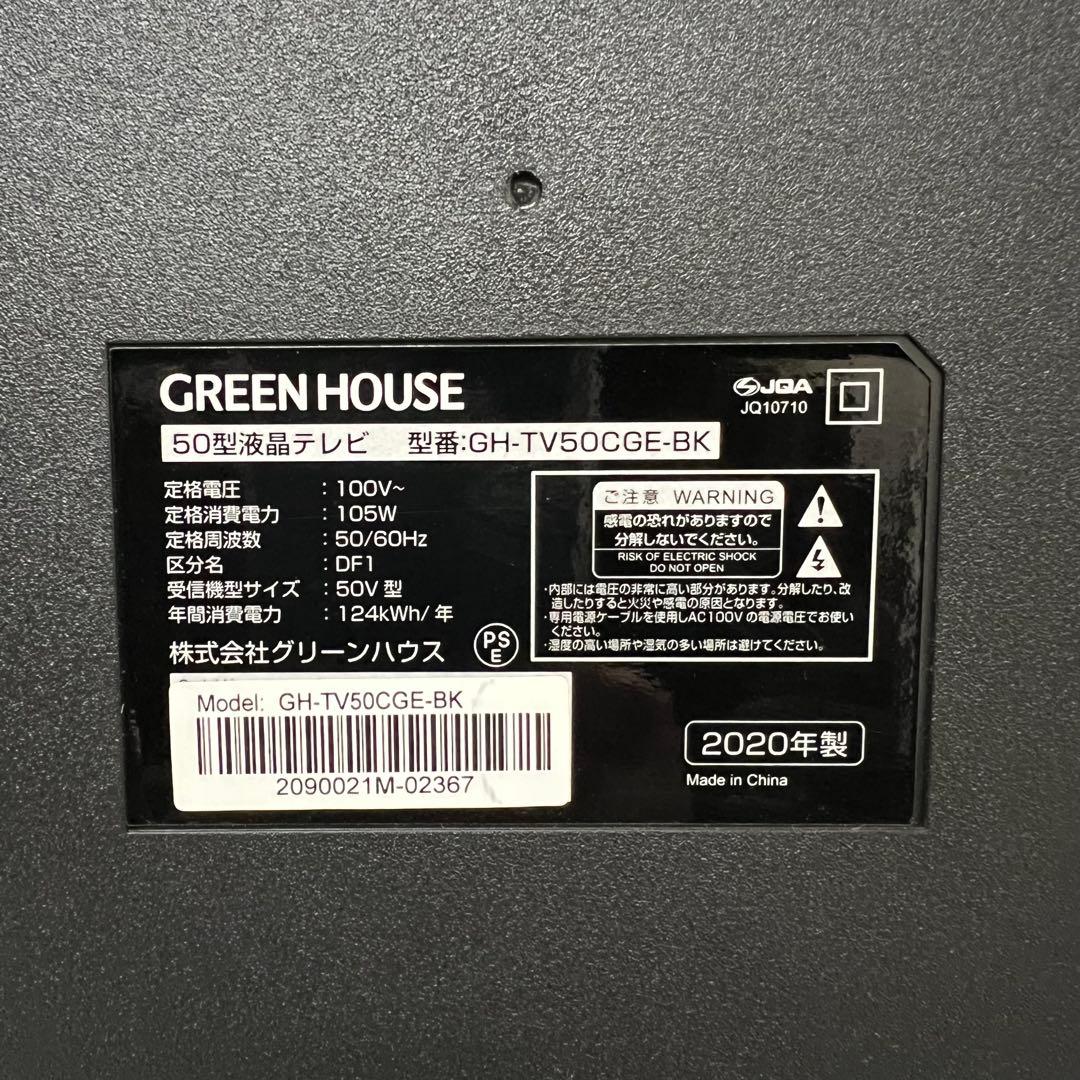 GREEN HOUSE
JQA
JQ10710
50型液晶テレビ 型番:GH-TV50CGE-BK
定格電圧 : 100V~
定格消費電力 : 105W
定格周波数 : 50/60Hz
区分名 : DF1
受信機型サイズ : 50V 型
年間消費電力 : 124kWh/ 年
株式会社グリーンハウス
PS
E
ご注意 WARNING
感電の恐れがありますので
分解しないでください。
RISK OF ELECTRIC SHOCK
DO NOT OPEN
・内部には電圧の非常に高い部分があります。分解したり、改
造したりすると火災や感電の原因となります。
・専用電源ケーブルを使用しAC100Vの電源電圧でお使い
ください。
・湿度の高い場所や湿気の多い場所は避けてください。
Model: GH-TV50CGE-BK
2090021M-02367
2020年製
Made in China